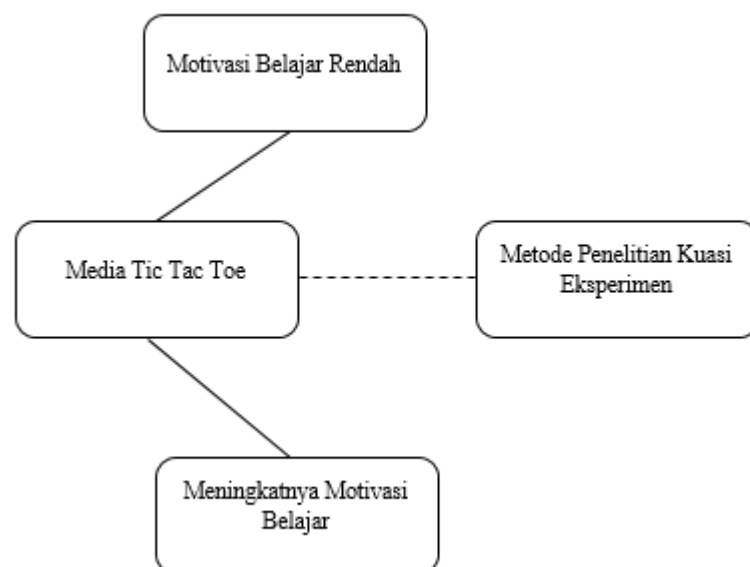 Motivasi Belajar Rendah
Media Tic Tac Toe
Metode Penelitian Kuasi
Eksperimen
Meningkatnya Motivasi
Belajar